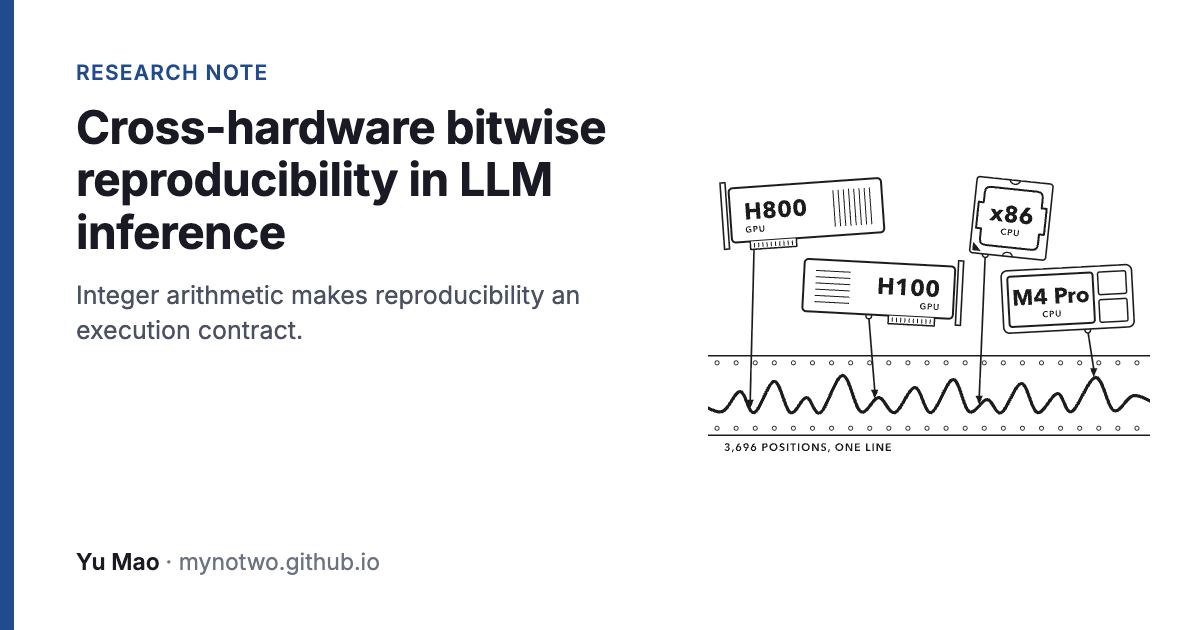 RESEARCH NOTE
Cross-hardware bitwise
reproducibility in LLM
inference
Integer arithmetic makes reproducibility an
execution contract.
H800
GPU
x86
CPU
H100
GPU
M4 Pro
CPU
3,696 POSITIONS, ONE LINE
Yu Mao · mynotwo.github.io